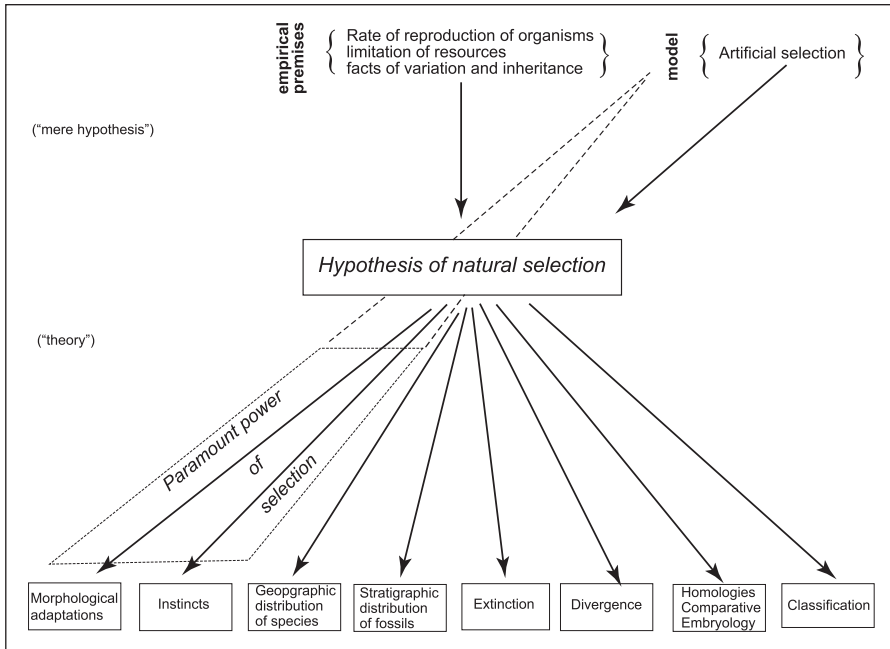 empirical
premises
Rate of reproduction of organisms
limitation of resources
facts of variation and inheritance
model
Artificial selection
("mere hypothesis")
Hypothesis of natural selection
("theory")
Paramount power
of
selection
Morphological
adaptations
Instincts
Geopgraphic
distribution
of species
Stratigraphic
distribution
of fossils
Extinction
Divergence
Homologies
Comparative
Embryology
Classification